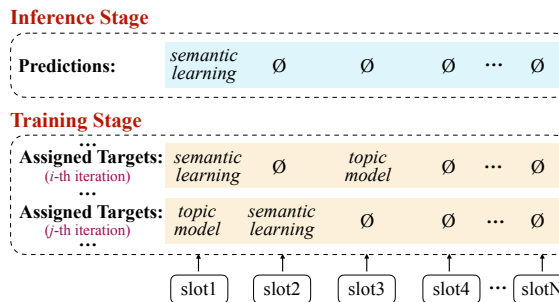 Inference Stage
Predictions: semantic learning Ø Ø Ø ... Ø
Training Stage
...
Assigned Targets: semantic learning Ø topic model Ø ... Ø
(i-th iteration)
...
Assigned Targets: topic model semantic learning Ø Ø ... Ø
(j-th iteration)
...
slot1 slot2 slot3 slot4 ... slotN